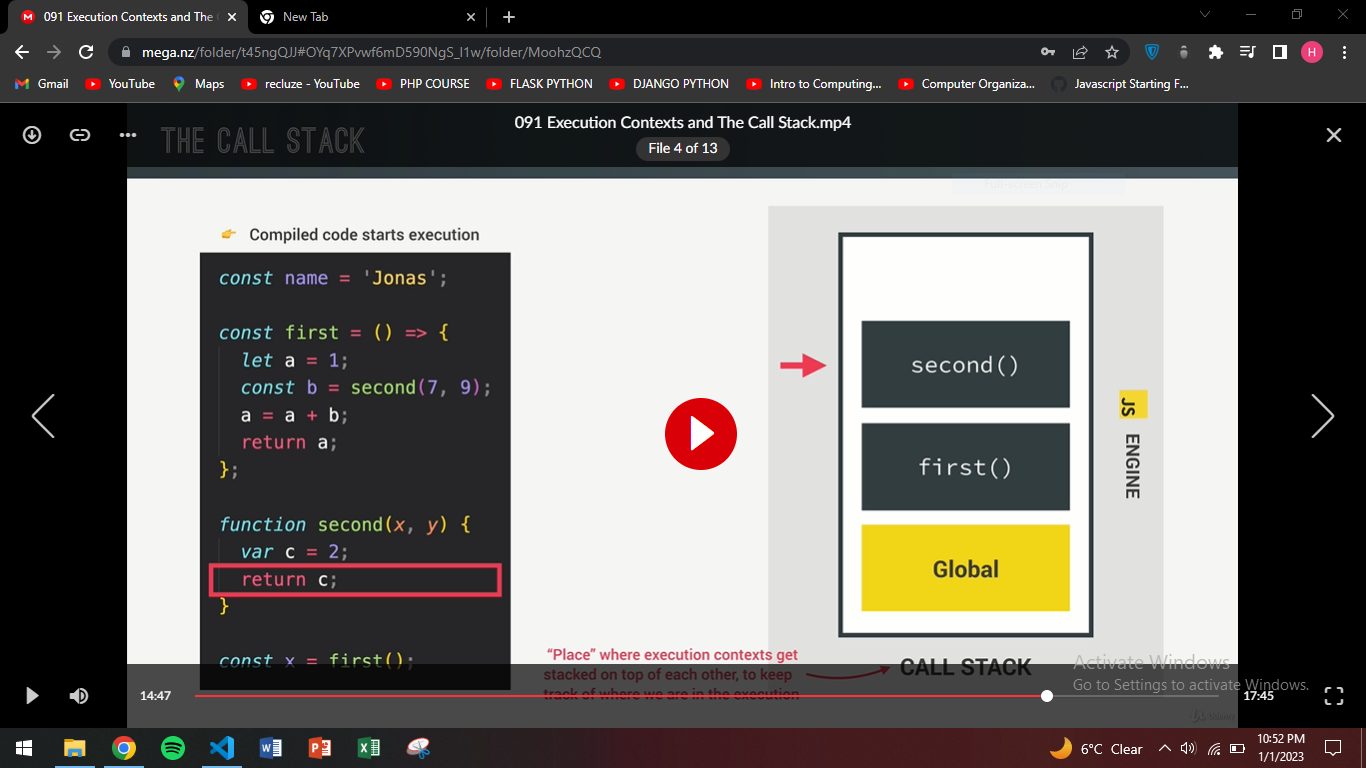 091 Execution Contexts and The
New Tab
mega.nz/folder/t45ngQJJ#OYq7XPvwf6mD590NgS_l1w/folder/MoohzQCQ
H
Gmail
YouTube
Maps
recluze - YouTube
PHP COURSE
FLASK PYTHON
DJANGO PYTHON
Intro to Computing...
Computer Organiza...
Javascript Starting F...
THE CALL STACK
091 Execution Contexts and The Call Stack.mp4
File 4 of 13
Compiled code starts execution
const name = 'Jonas';
const first = () => {
let a = 1;
const b = second(7, 9);
a = a + b;
return a;
};
function second(x, y) {
var c = 2;
return c;
}
const x = first();
second()
first()
Global
JS ENGINE
CALL STACK
“Place” where execution contexts get
stacked on top of each other, to keep
track of where we are in the execution
Activate Windows
Go to Settings to activate Windows.
14:47
17:45
6°C Clear
10:52 PM
1/1/2023